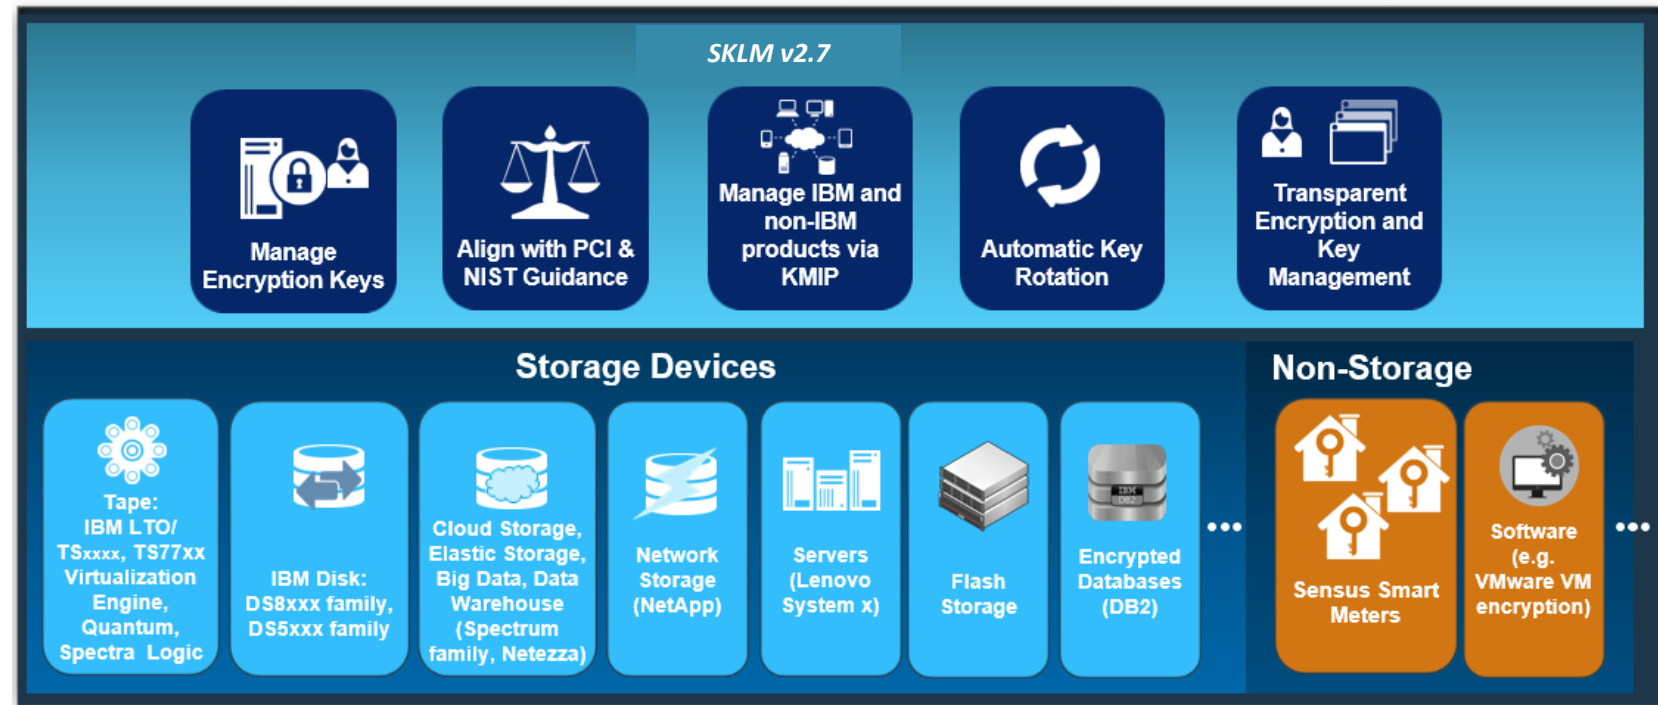 SKLM v2.7
Manage
Encryption Keys
Align with PCI &
NIST Guidance
Manage IBM and
non-IBM
products via
KMIP
Automatic Key
Rotation
Transparent
Encryption and
Key
Management
Storage Devices
Non-Storage
Tape:
IBM LTO/
TSxxxx, TS77xx
Virtualization
Engine,
Quantum,
Spectra Logic
IBM Disk:
DS8xxx family,
DS5xxx family
Cloud Storage,
Elastic Storage,
Big Data, Data
Warehouse
(Spectrum
family, Netezza)
Network
Storage
(NetApp)
Servers
(Lenovo
System x)
Flash
Storage
IBM
DB2
Encrypted
Databases
(DB2)
•••
Sensus Smart
Meters
Software
(e.g.
VMware VM
encryption)
•••